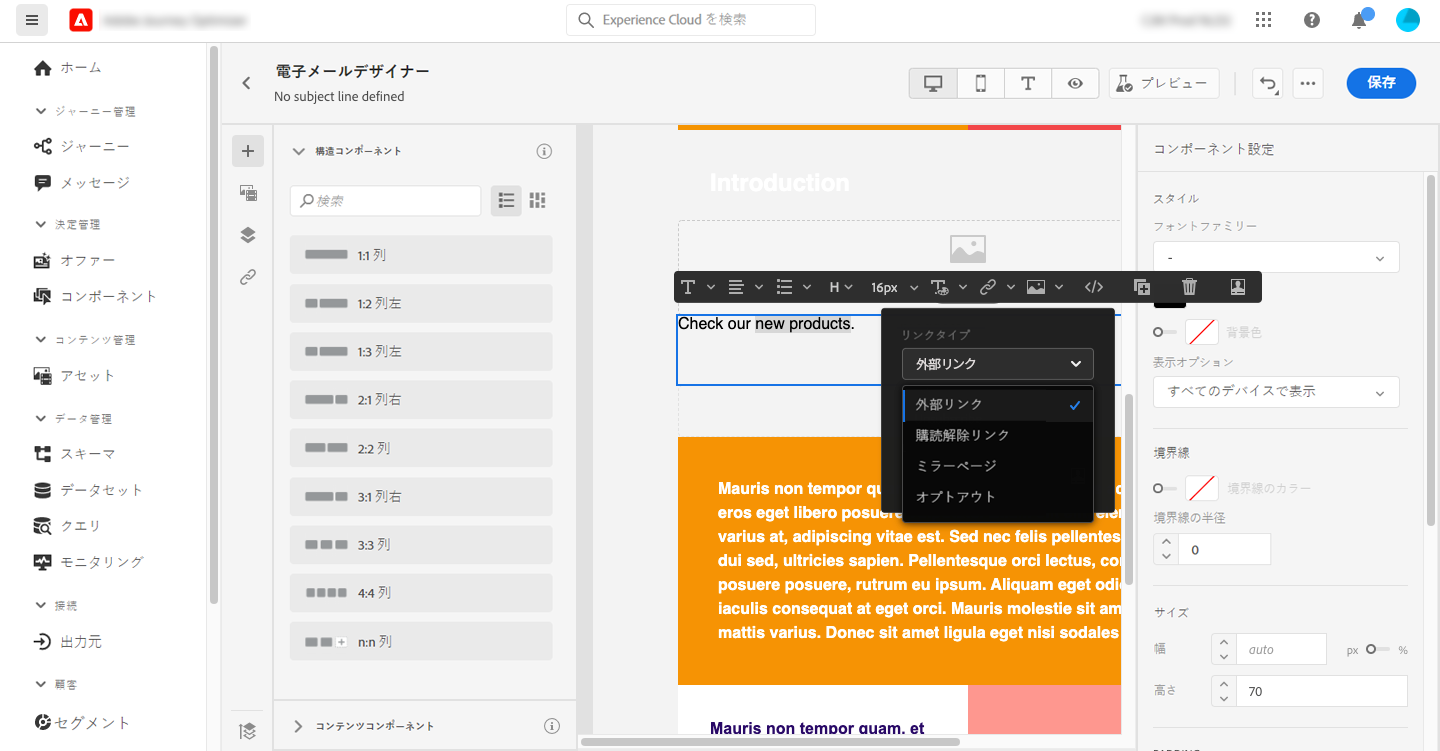 Experience Cloud を検索
ホーム
ジャーニー管理
ジャーニー
メッセージ
決定管理
オファー
コンポーネント
コンテンツ管理
アセット
データ管理
スキーマ
データセット
クエリ
モニタリング
接続
出力元
顧客
セグメント
電子メールデザイナー
No subject line defined
プレビュー
保存
構造コンポーネント
検索
1:1 列
1:2 列左
1:3 列左
2:1 列右
2:2 列
3:1 列右
3:3 列
4:4 列
n:n 列
コンテンツコンポーネント
Introduction
H
16px
Check our new products.
リンクタイプ
外部リンク
外部リンク
購読解除リンク
ミラーページ
オプトアウト
Mauris non tempor
eros eget libero
varius at, adipiscing vitae est. Sed nec felis
dui sed, ultricies sapien. Pellentesque orci lectus,
posuere posuere, rutrum eu ipsum. Aliquam eget
iaculis consequat at eget orci. Mauris molestie sit
mattis varius. Donec sit amet ligula eget nisi sodales
Mauris non tempor quam, et
コンポーネント設定
スタイル
フォントファミリー
-
背景色
表示オプション
すべてのデバイスで表示
境界線
境界線のカラー
境界線の半径
0
サイズ
幅
auto
px
%
高さ
70